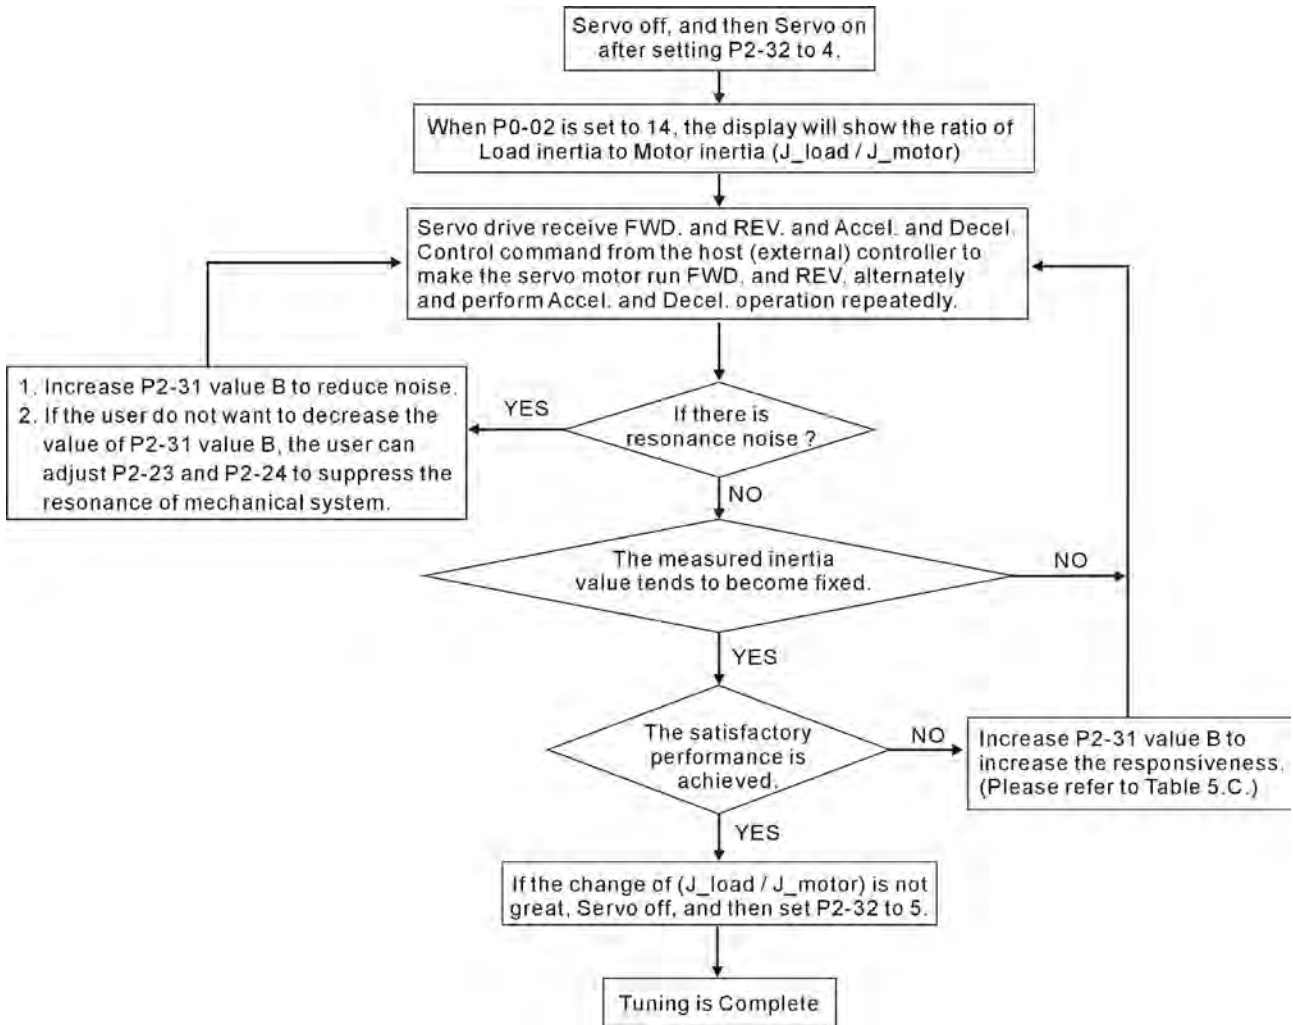 Servo off, and then Servo on
after setting P2-32 to 4.
When P0-02 is set to 14, the display will show the ratio of
Load inertia to Motor inertia (J_load / J_motor)
Servo drive receive FWD. and REV. and Accel. and Decel.
Control command from the host (external) controller to
make the servo motor run FWD. and REV. alternately
and perform Accel. and Decel. operation repeatedly.
1. Increase P2-31 value B to reduce noise.
2. If the user do not want to decrease the
value of P2-31 value B, the user can
adjust P2-23 and P2-24 to suppress the
resonance of mechanical system.
YES
If there is
resonance noise ?
NO
The measured inertia
value tends to become fixed.
NO
YES
The satisfactory
performance is
achieved.
NO
Increase P2-31 value B to
increase the responsiveness.
(Please refer to Table 5.C.)
YES
If the change of (J_load / J_motor) is not
great, Servo off, and then set P2-32 to 5.
Tuning is Complete